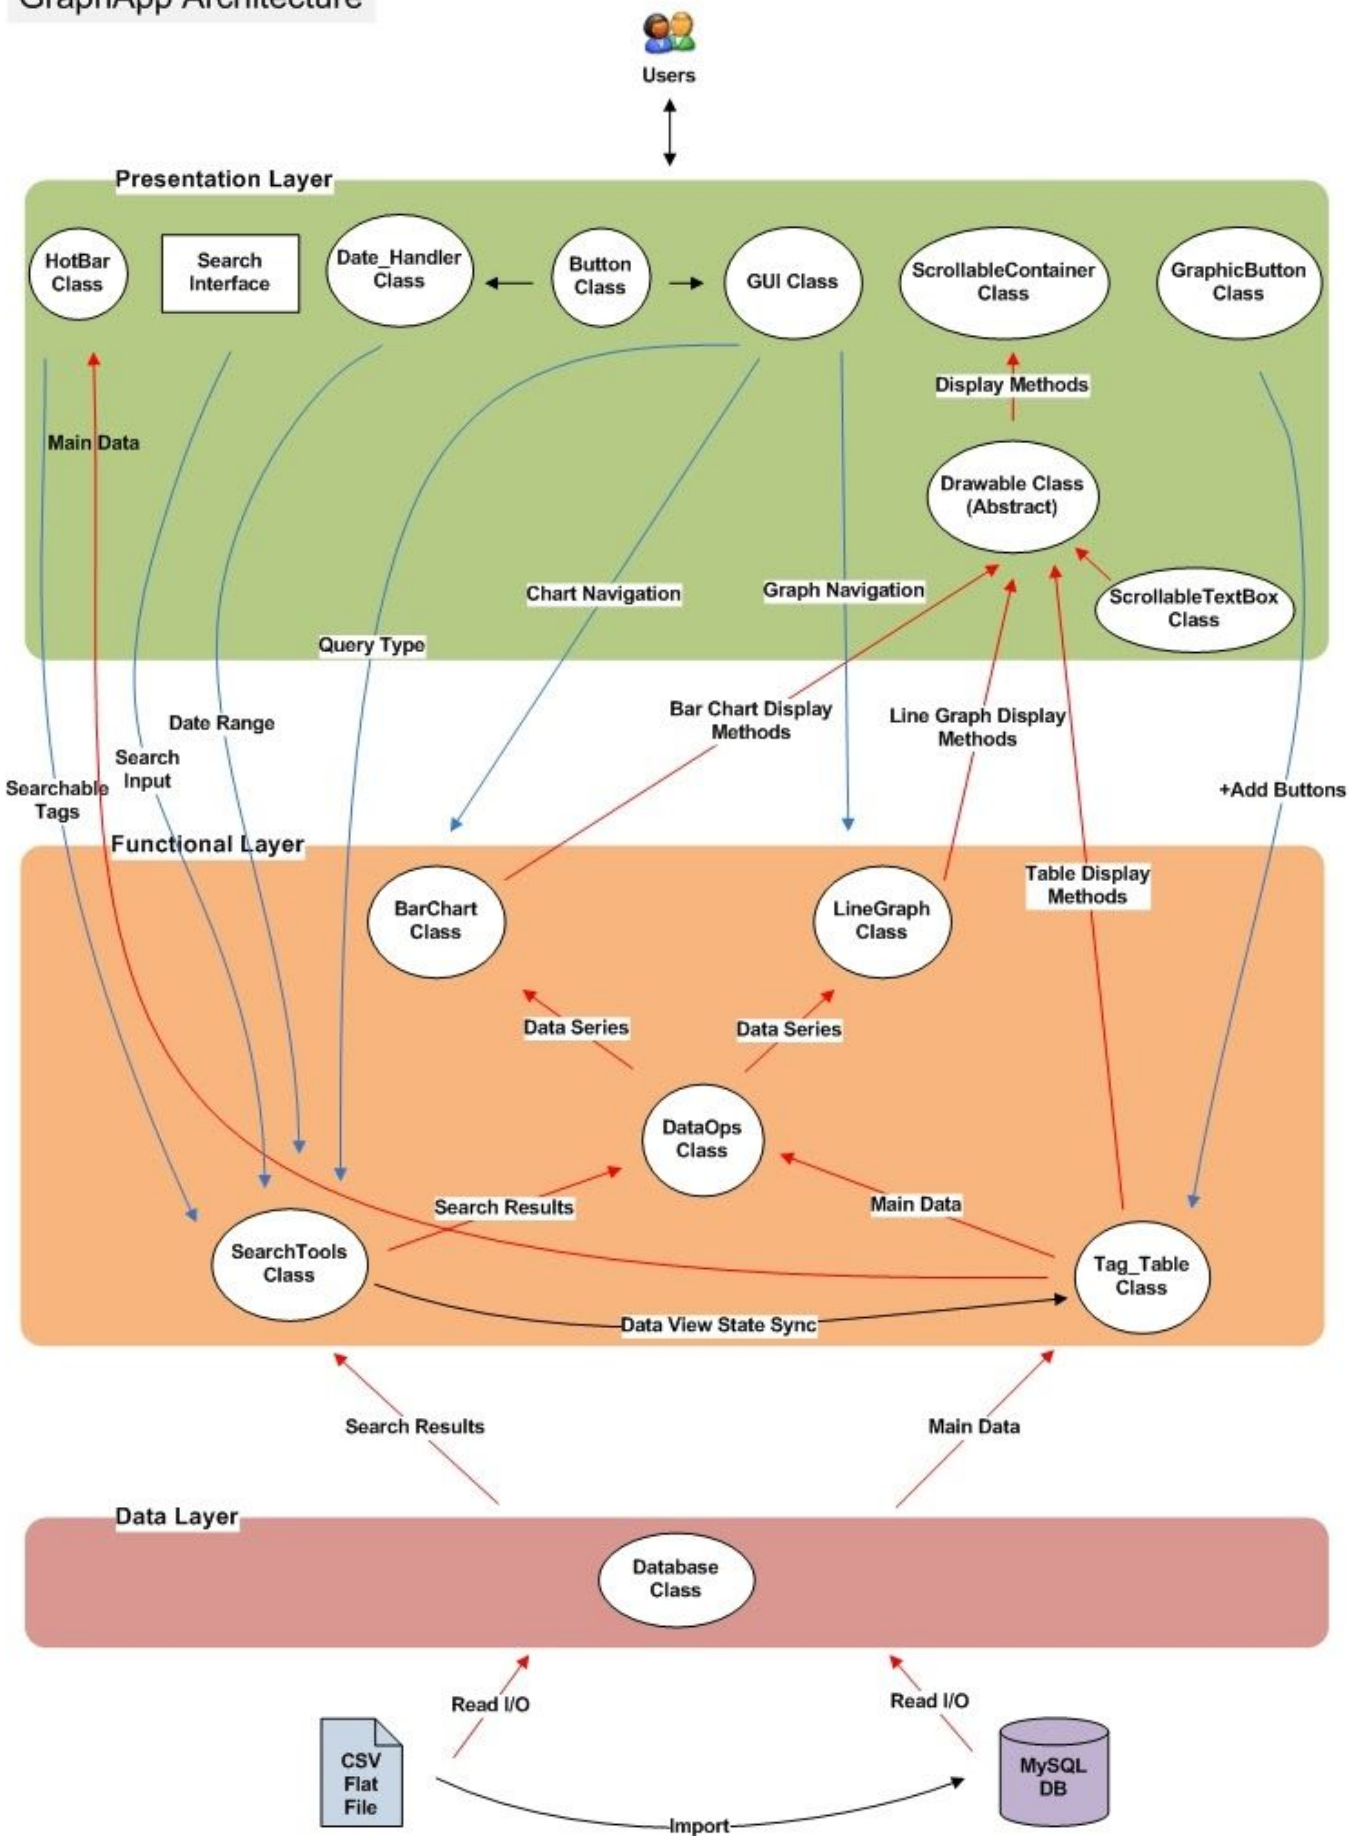 GraphApp Architecture
Users
Presentation Layer
HotBar
Class
Search
Interface
Date_Handler
Class
Button
Class
GUI Class
ScrollableContainer
Class
GraphicButton
Class
Display Methods
Main Data
Drawable Class
(Abstract)
Chart Navigation
Graph Navigation
ScrollableTextBox
Class
Query Type
Bar Chart Display
Methods
Line Graph Display
Methods
Date Range
Search
Input
Searchable
Tags
+Add Buttons
Functional Layer
BarChart
Class
LineGraph
Class
Table Display
Methods
Data Series
Data Series
DataOps
Class
Search Results
Main Data
SearchTools
Class
Tag_Table
Class
Data View State Sync
Search Results
Main Data
Data Layer
Database
Class
Read I/O
Read I/O
CSV
Flat
File
MySQL
DB
Import